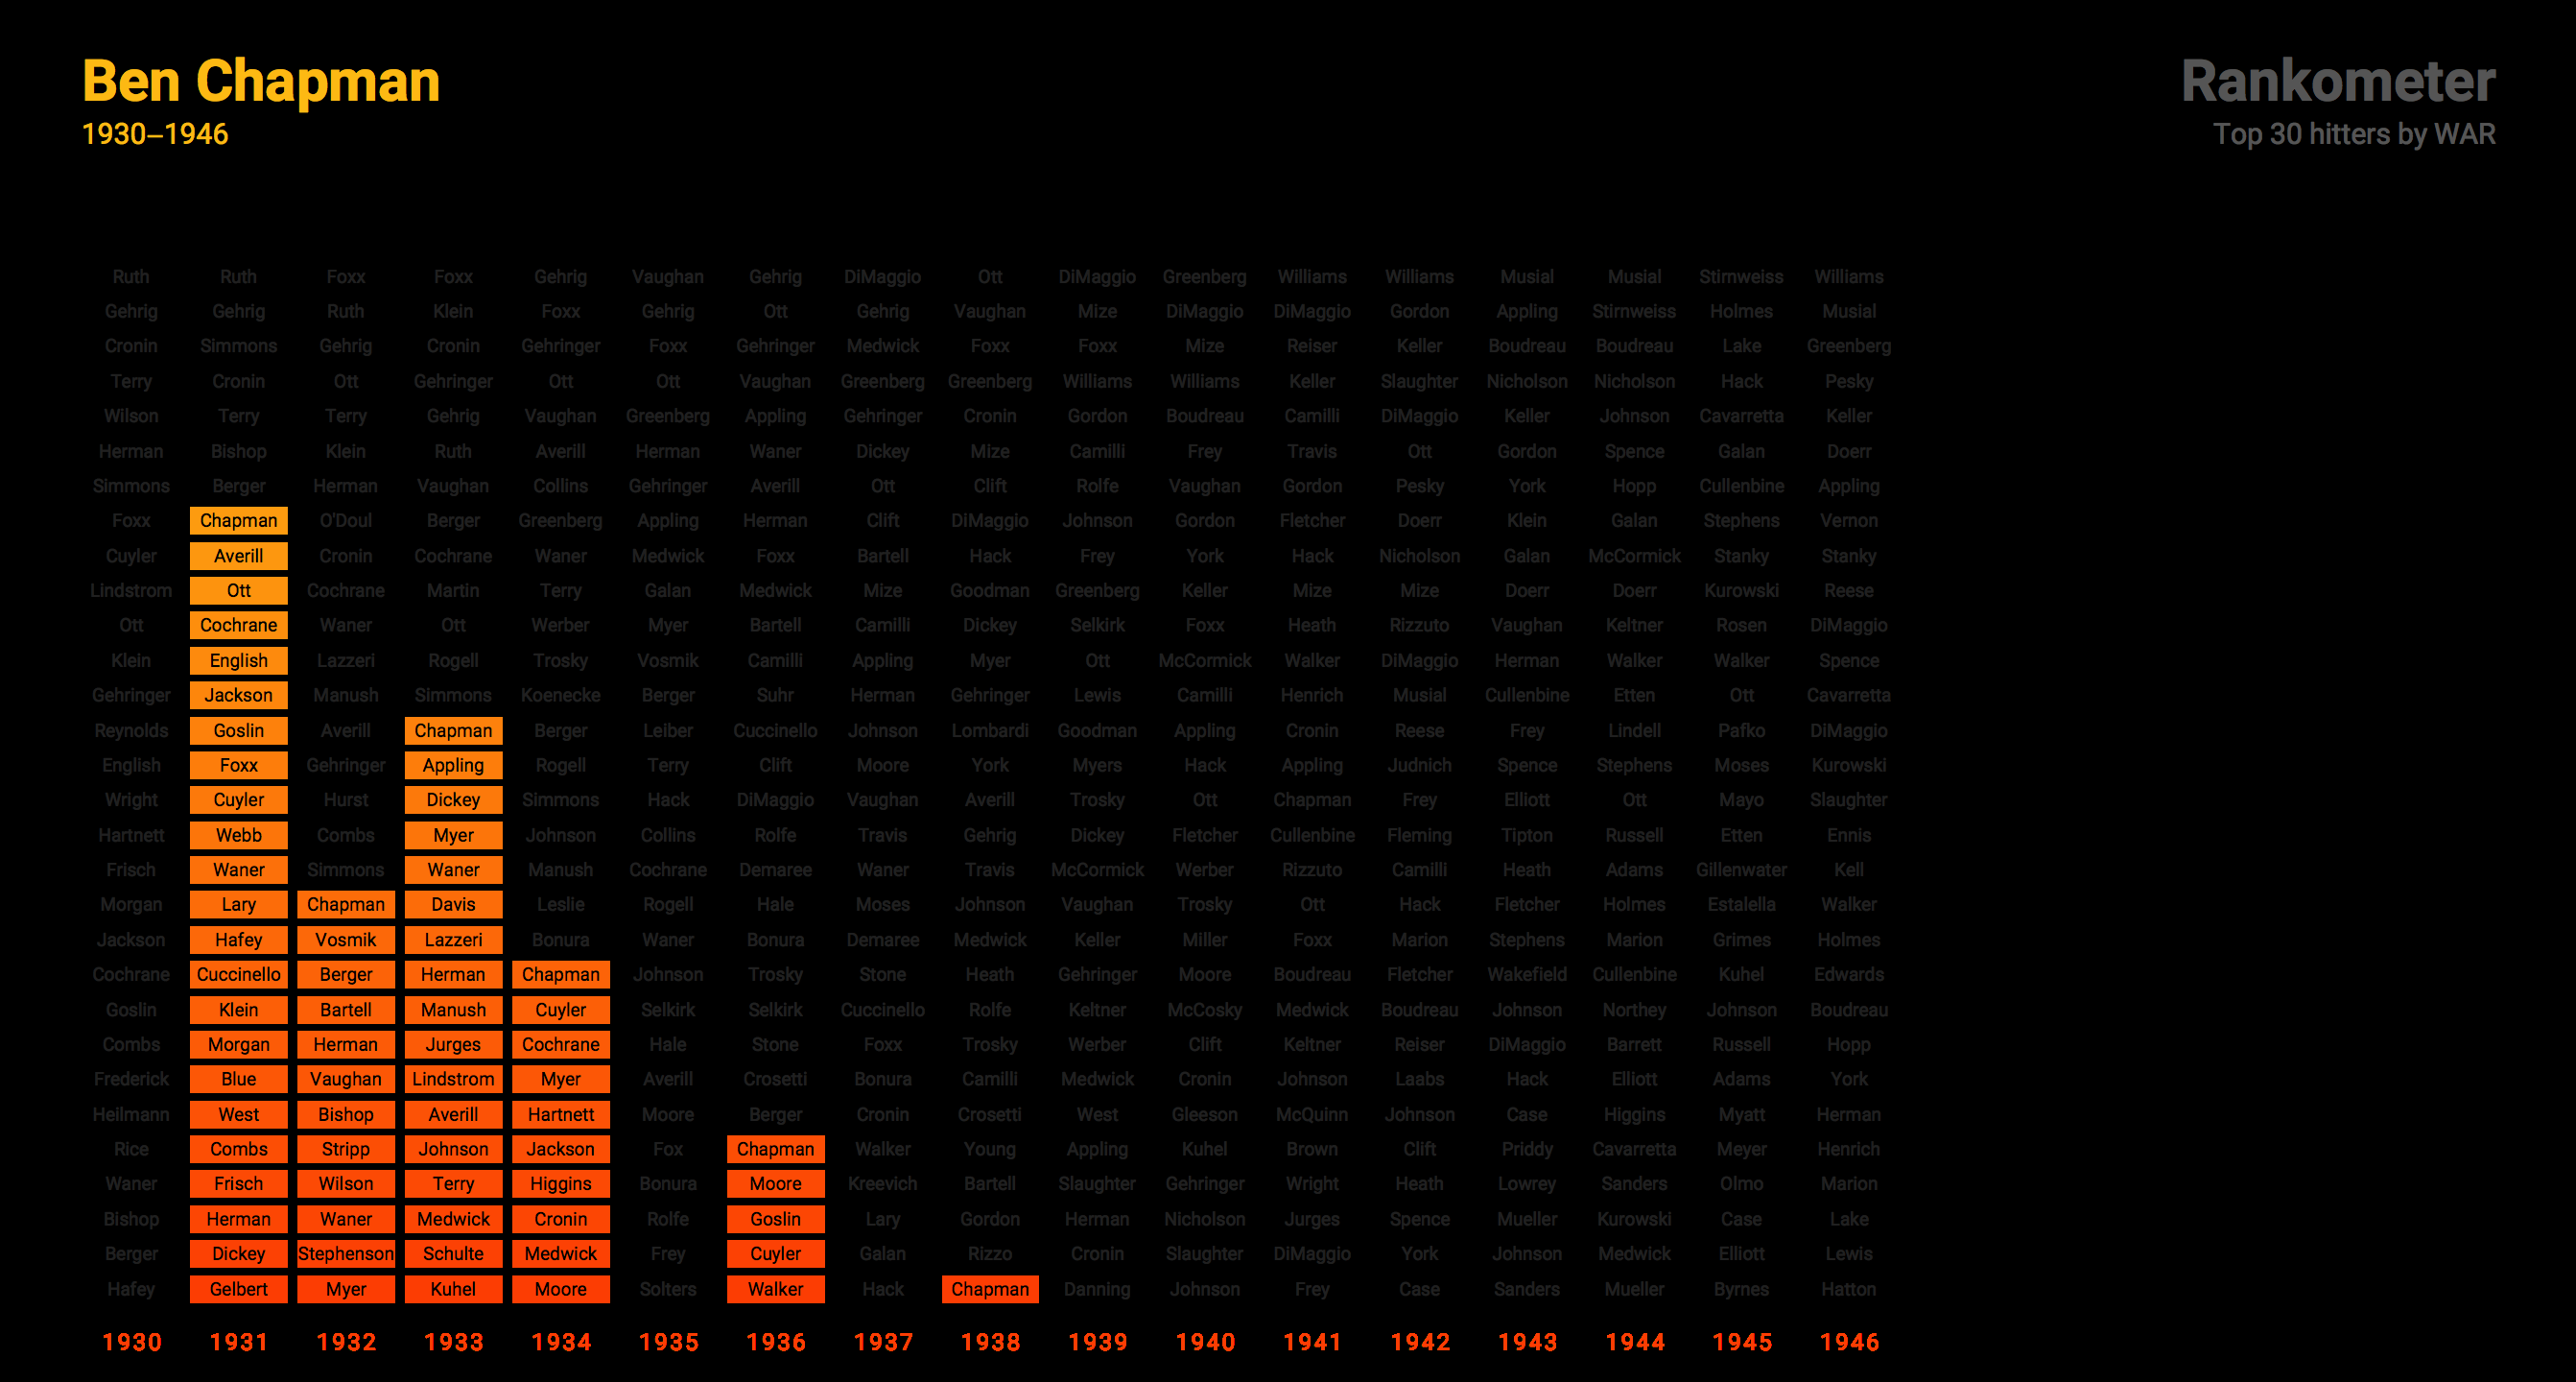 Ben Chapman
1930–1946
Rankometer
Top 30 hitters by WAR
Ruth Ruth Foxx Foxx Gehrig Vaughan Gehrig DiMaggio Ott DiMaggio Greenberg Williams Williams Musial Musial Stirnweiss Williams
Gehrig Gehrig Ruth Klein Foxx Gehrig Ott Gehrig Vaughan Mize DiMaggio DiMaggio Gordon Appling Stirnweiss Holmes Musial
Cronin Simmons Gehrig Cronin Gehringer Foxx Gehringer Medwick Foxx Foxx Mize Reiser Keller Boudreau Boudreau Lake Greenberg
Terry Cronin Ott Gehringer Ott Ott Vaughan Greenberg Greenberg Williams Williams Keller Slaughter Nicholson Nicholson Hack Pesky
Wilson Terry Terry Gehrig Vaughan Greenberg Appling Gehringer Cronin Gordon Boudreau Camilli DiMaggio Keller Johnson Cavarretta Keller
Herman Bishop Klein Ruth Averill Herman Waner Dickey Mize Camilli Frey Travis Ott Gordon Spence Galan Doerr
Simmons Berger Herman Vaughan Collins Gehringer Averill Ott Clift Rolfe Vaughan Gordon Pesky York Hopp Cullenbine Appling
Foxx Chapman O'Doul Berger Greenberg Appling Herman Clift DiMaggio Johnson Gordon Fletcher Doerr Klein Galan Stephens Vernon
Cuyler Averill Cronin Cochrane Waner Medwick Foxx Bartell Hack Frey York Hack Nicholson Galan McCormick Stanky Stanky
Lindstrom Ott Cochrane Martin Terry Galan Medwick Mize Goodman Greenberg Keller Mize Mize Doerr Doerr Kurowski Reese
Ott Cochrane Waner Ott Werber Myer Bartell Camilli Dickey Selkirk Foxx Heath Rizzuto Vaughan Keltner Rosen DiMaggio
Klein English Lazzeri Rogell Trosky Vosmik Camilli Appling Myer Ott McCormick Walker DiMaggio Herman Walker Walker Spence
Gehringer Jackson Manush Simmons Koenecke Berger Suhr Herman Gehringer Lewis Camilli Henrich Musial Cullenbine Etten Ott Cavarretta
Reynolds Goslin Averill Chapman Berger Leiber Cuccinello Johnson Lombardi Goodman Appling Cronin Reese Frey Lindell Pafko DiMaggio
English Foxx Gehringer Appling Rogell Terry Clift Moore York Myers Hack Appling Judnich Spence Stephens Moses Kurowski
Wright Cuyler Hurst Dickey Simmons Hack DiMaggio Vaughan Averill Trosky Ott Chapman Frey Elliott Ott Mayo Slaughter
Hartnett Webb Combs Myer Johnson Collins Rolfe Travis Gehrig Dickey Fletcher Cullenbine Fleming Tipton Russell Etten Ennis
Frisch Waner Simmons Waner Manush Cochrane Demaree Waner Travis McCormick Werber Rizzuto Camilli Heath Adams Gillenwater Kell
Morgan Lary Chapman Davis Leslie Rogell Hale Moses Johnson Vaughan Trosky Ott Hack Fletcher Holmes Estalella Walker
Jackson Hafey Vosmik Lazzeri Bonura Waner Bonura Demaree Medwick Keller Miller Foxx Marion Stephens Marion Grimes Holmes
Cochrane Cuccinello Berger Herman Chapman Johnson Trosky Stone Heath Gehringer Moore Boudreau Fletcher Wakefield Cullenbine Kuhel Edwards
Goslin Klein Bartell Manush Cuyler Selkirk Selkirk Cuccinello Rolfe Keltner McCosky Medwick Boudreau Johnson Northey Johnson Boudreau
Combs Morgan Herman Jurges Cochrane Hale Stone Foxx Trosky Werber Clift Keltner Reiser DiMaggio Barrett Russell Hopp
Frederick Blue Vaughan Lindstrom Myer Averill Crosetti Bonura Camilli Medwick Cronin Johnson Laabs Hack Elliott Adams York
Heilmann West Bishop Averill Hartnett Moore Berger Cronin Crosetti West Gleeson McQuinn Johnson Case Higgins Myatt Herman
Rice Combs Stripp Johnson Jackson Fox Chapman Walker Young Appling Kuhel Brown Clift Priddy Cavarretta Meyer Henrich
Waner Frisch Wilson Terry Higgins Bonura Moore Kreevich Bartell Slaughter Gehringer Wright Heath Lowrey Sanders Olmo Marion
Bishop Herman Waner Medwick Cronin Rolfe Goslin Lary Gordon Herman Nicholson Jurges Spence Mueller Kurowski Case Lake
Berger Dickey Stephenson Schulte Medwick Frey Cuyler Galan Rizzo Cronin Slaughter DiMaggio York Johnson Medwick Elliott Lewis
Hafey Gelbert Myer Kuhel Moore Solters Walker Hack Chapman Danning Johnson Frey Case Sanders Mueller Byrnes Hatton
1930 1931 1932 1933 1934 1935 1936 1937 1938 1939 1940 1941 1942 1943 1944 1945 1946